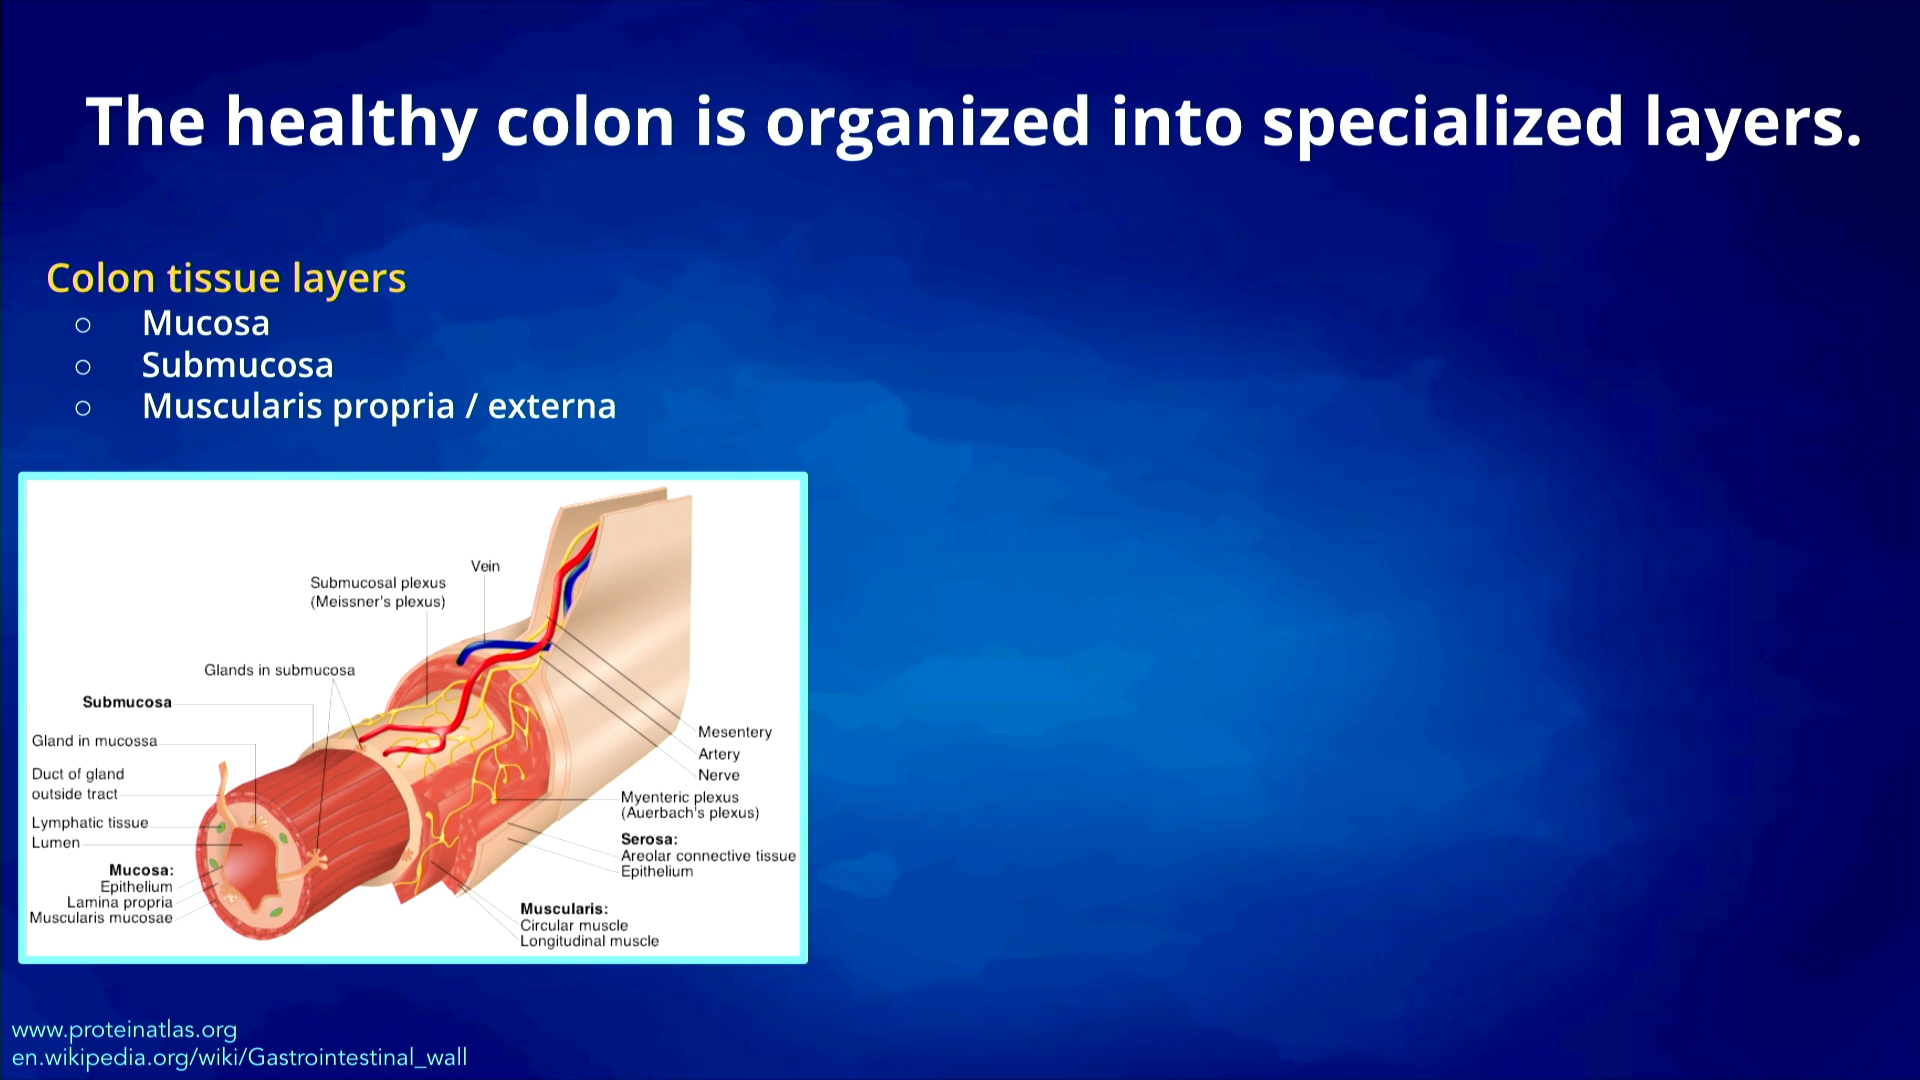 The healthy colon is organized into specialized layers.
Colon tissue layers
○ Mucosa
○ Submucosa
○ Muscularis propria / externa
Vein
Submucosal plexus
(Meissner's plexus)
Glands in submucosa
Submucosa
Gland in mucossa
Duct of gland
outside tract
Lymphatic tissue
Lumen
Mucosa:
Epithelium
Lamina propria
Muscularis mucosae
Mesentery
Artery
Nerve
Myenteric plexus
(Auerbach's plexus)
Serosa:
Areolar connective tissue
Epithelium
Muscularis:
Circular muscle
Longitudinal muscle
www.proteinatlas.org
en.wikipedia.org/wiki/Gastrointestinal_wall